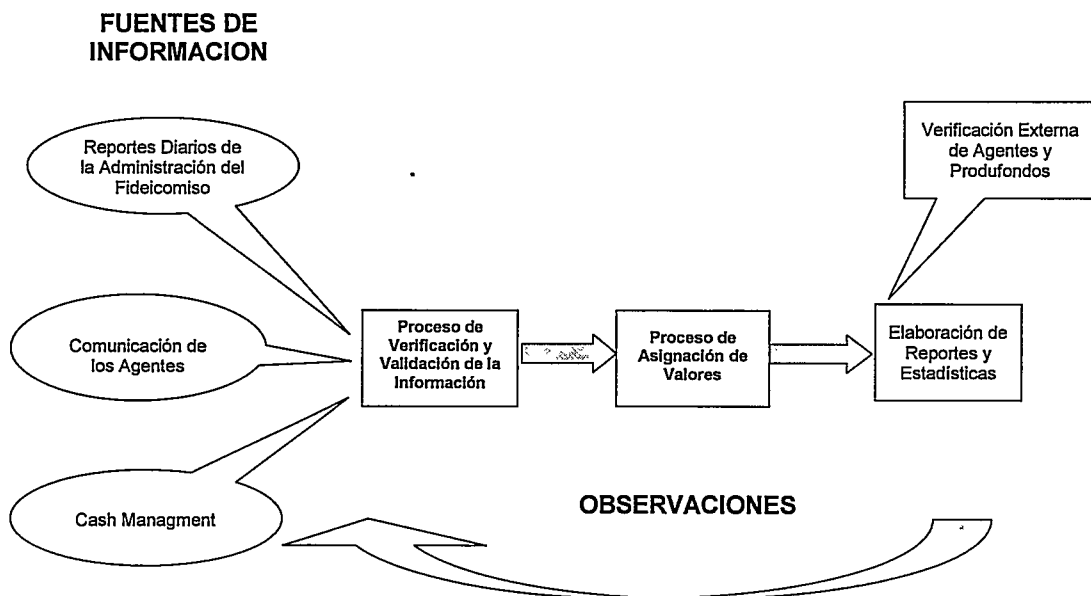 FUENTES DE
INFORMACION
Reportes Diarios de
la Administración del
Fideicomiso
Verificación Externa
de Agentes y
Produfondos
Comunicación de
los Agentes
Proceso de
Verificación y
Validación de la
Información
Proceso de
Asignación de
Valores
Elaboración de
Reportes y
Estadísticas
Cash Managment
OBSERVACIONES